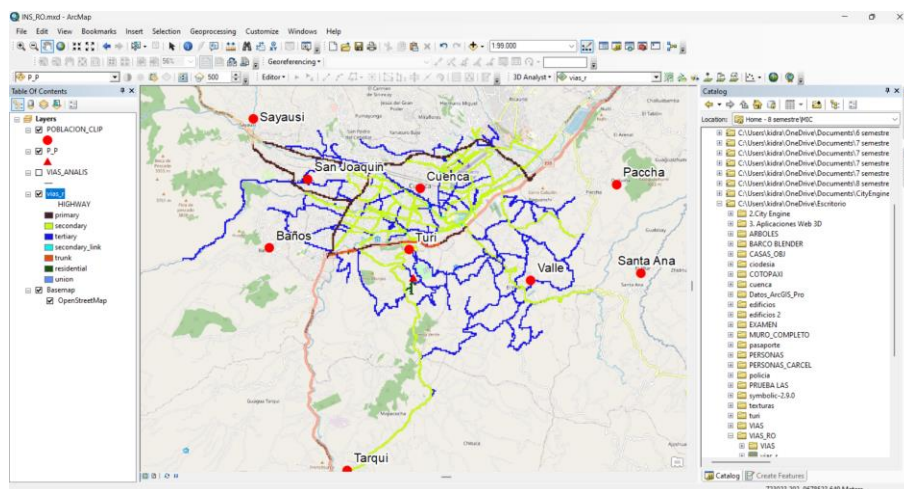 INS_RO.mxd - ArcMap
File Edit View Bookmarks Insert Selection Geoprocessing Customize Windows Help
1:99.000
56% Georeferencing
P_P 500 Editor 3D Analyst vias_r
Table Of Contents
Layers
POBLACION_CLIP
P_P
VIAS_ANALIS
vias_r
HIGHWAY
primary
secondary
tertiary
secondary_link
trunk
residential
union
Basemap
OpenStreetMap
Sayausi
San Joaquin
Cuenca
Paccha
Baños
Turi
Valle
Santa Ana
Tarqui
1
Catalog
Location: Home - 8 semestre\MIC
C:\Users\kidra\OneDrive\Documents\6 semestre
C:\Users\kidra\OneDrive\Documents\7 semestre
C:\Users\kidra\OneDrive\Documents\7 semestre
C:\Users\kidra\OneDrive\Documents\7 semestre
C:\Users\kidra\OneDrive\Documents\7 semestre
C:\Users\kidra\OneDrive\Documents\8 semestre
C:\Users\kidra\OneDrive\Documents\CityEngine
C:\Users\kidra\OneDrive\Escritorio
2.City Engine
3. Aplicaciones Web 3D
ARBOLES
BARCO BLENDER
CASAS_OBJ
ciodesia
COTOPAXI
cuenca
Datos_ArcGIS_Pro
edificios
edificios 2
EXAMEN
MURO_COMPLETO
pasaporte
PERSONAS
PERSONAS_CARCEL
policia
PRUEBA LAS
symbolic-2.9.0
texturas
turi
VIAS
VIAS_RO
VIAS
vias_r
Catalog Create Features